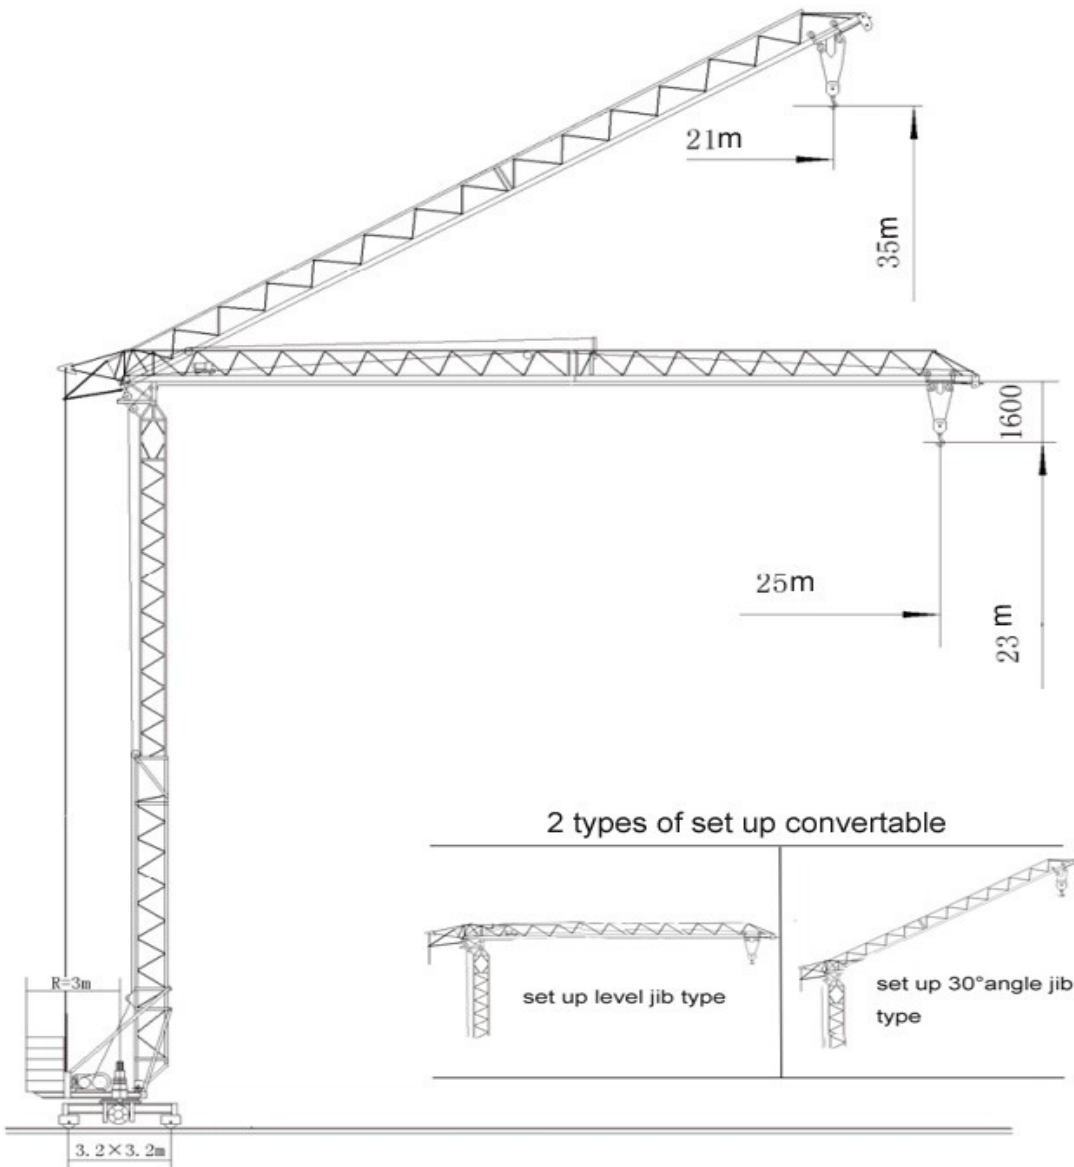 21m
35m
1600
25m
23 m
2 types of set up convertable
set up level jib type
set up 30°angle jib
type
R=3m
3.2×3.2m